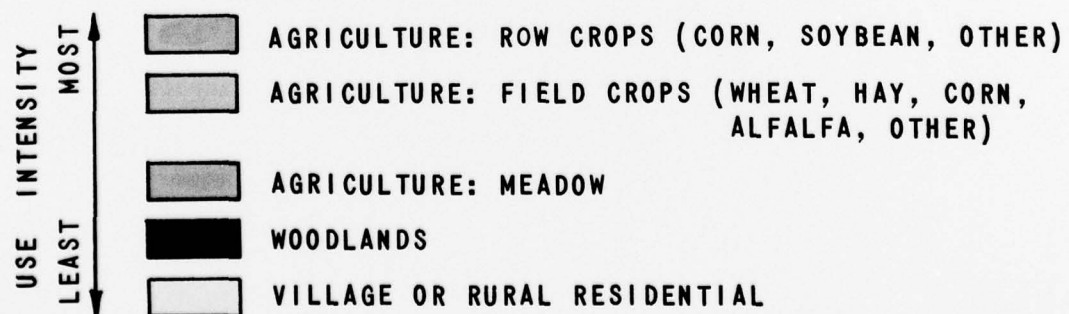 USE INTENSITY
MOST
LEAST
AGRICULTURE: ROW CROPS (CORN, SOYBEAN, OTHER)
AGRICULTURE: FIELD CROPS (WHEAT, HAY, CORN,
ALFALFA, OTHER)
AGRICULTURE: MEADOW
WOODLANDS
VILLAGE OR RURAL RESIDENTIAL